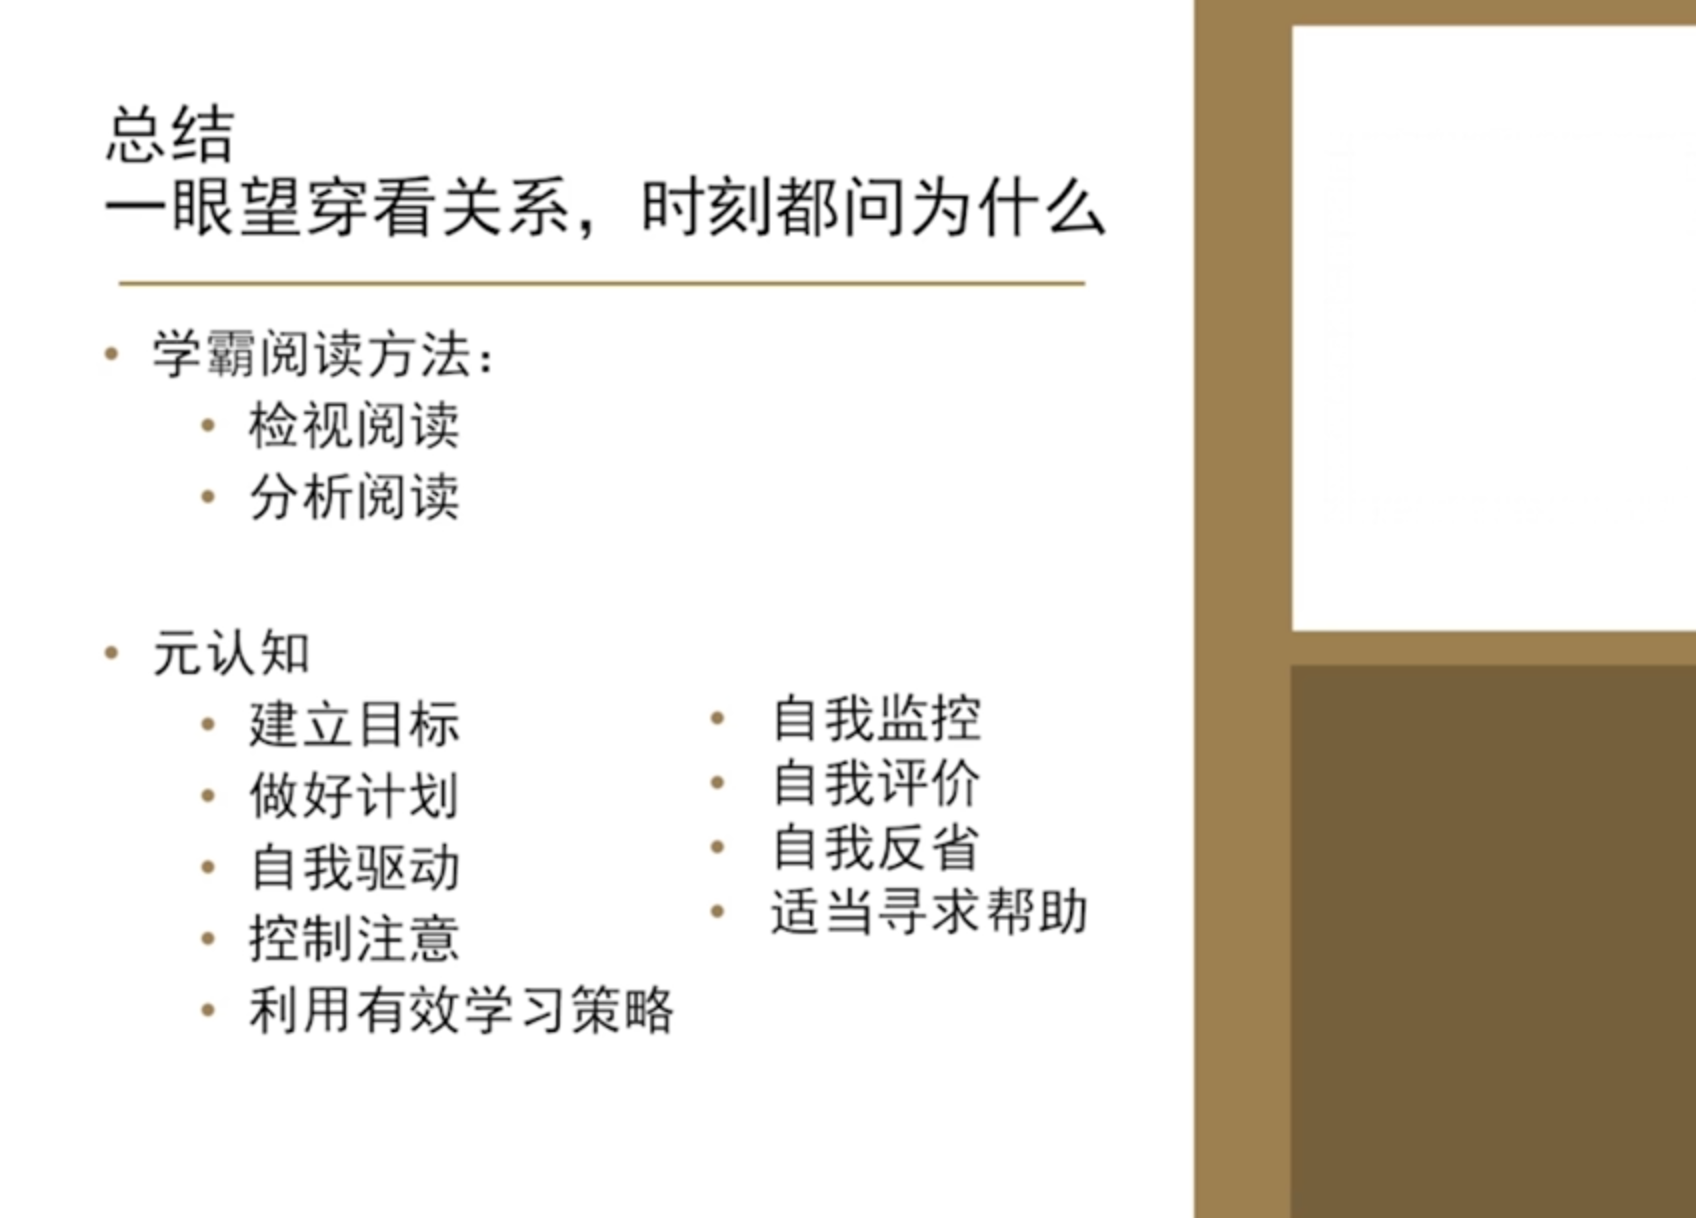 总结
一眼望穿看关系，时刻都问为什么
学霸阅读方法：
检视阅读
分析阅读
元认知
建立目标
做好计划
自我驱动
控制注意
利用有效学习策略
自我监控
自我评价
自我反省
适当寻求帮助